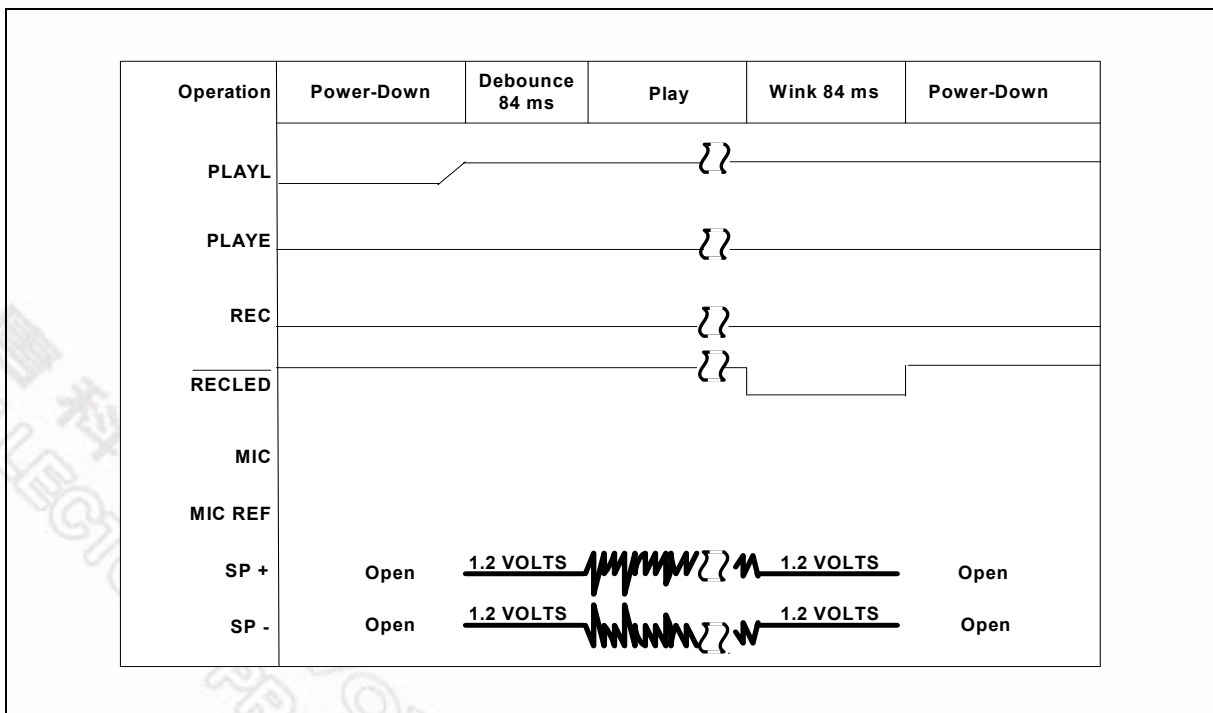 Operation Power-Down Debounce 84 ms Play Wink 84 ms Power-Down
PLAYL
PLAYE
REC
RECLED
MIC
MIC REF
SP + Open 1.2 VOLTS 1.2 VOLTS Open
SP - Open 1.2 VOLTS 1.2 VOLTS Open